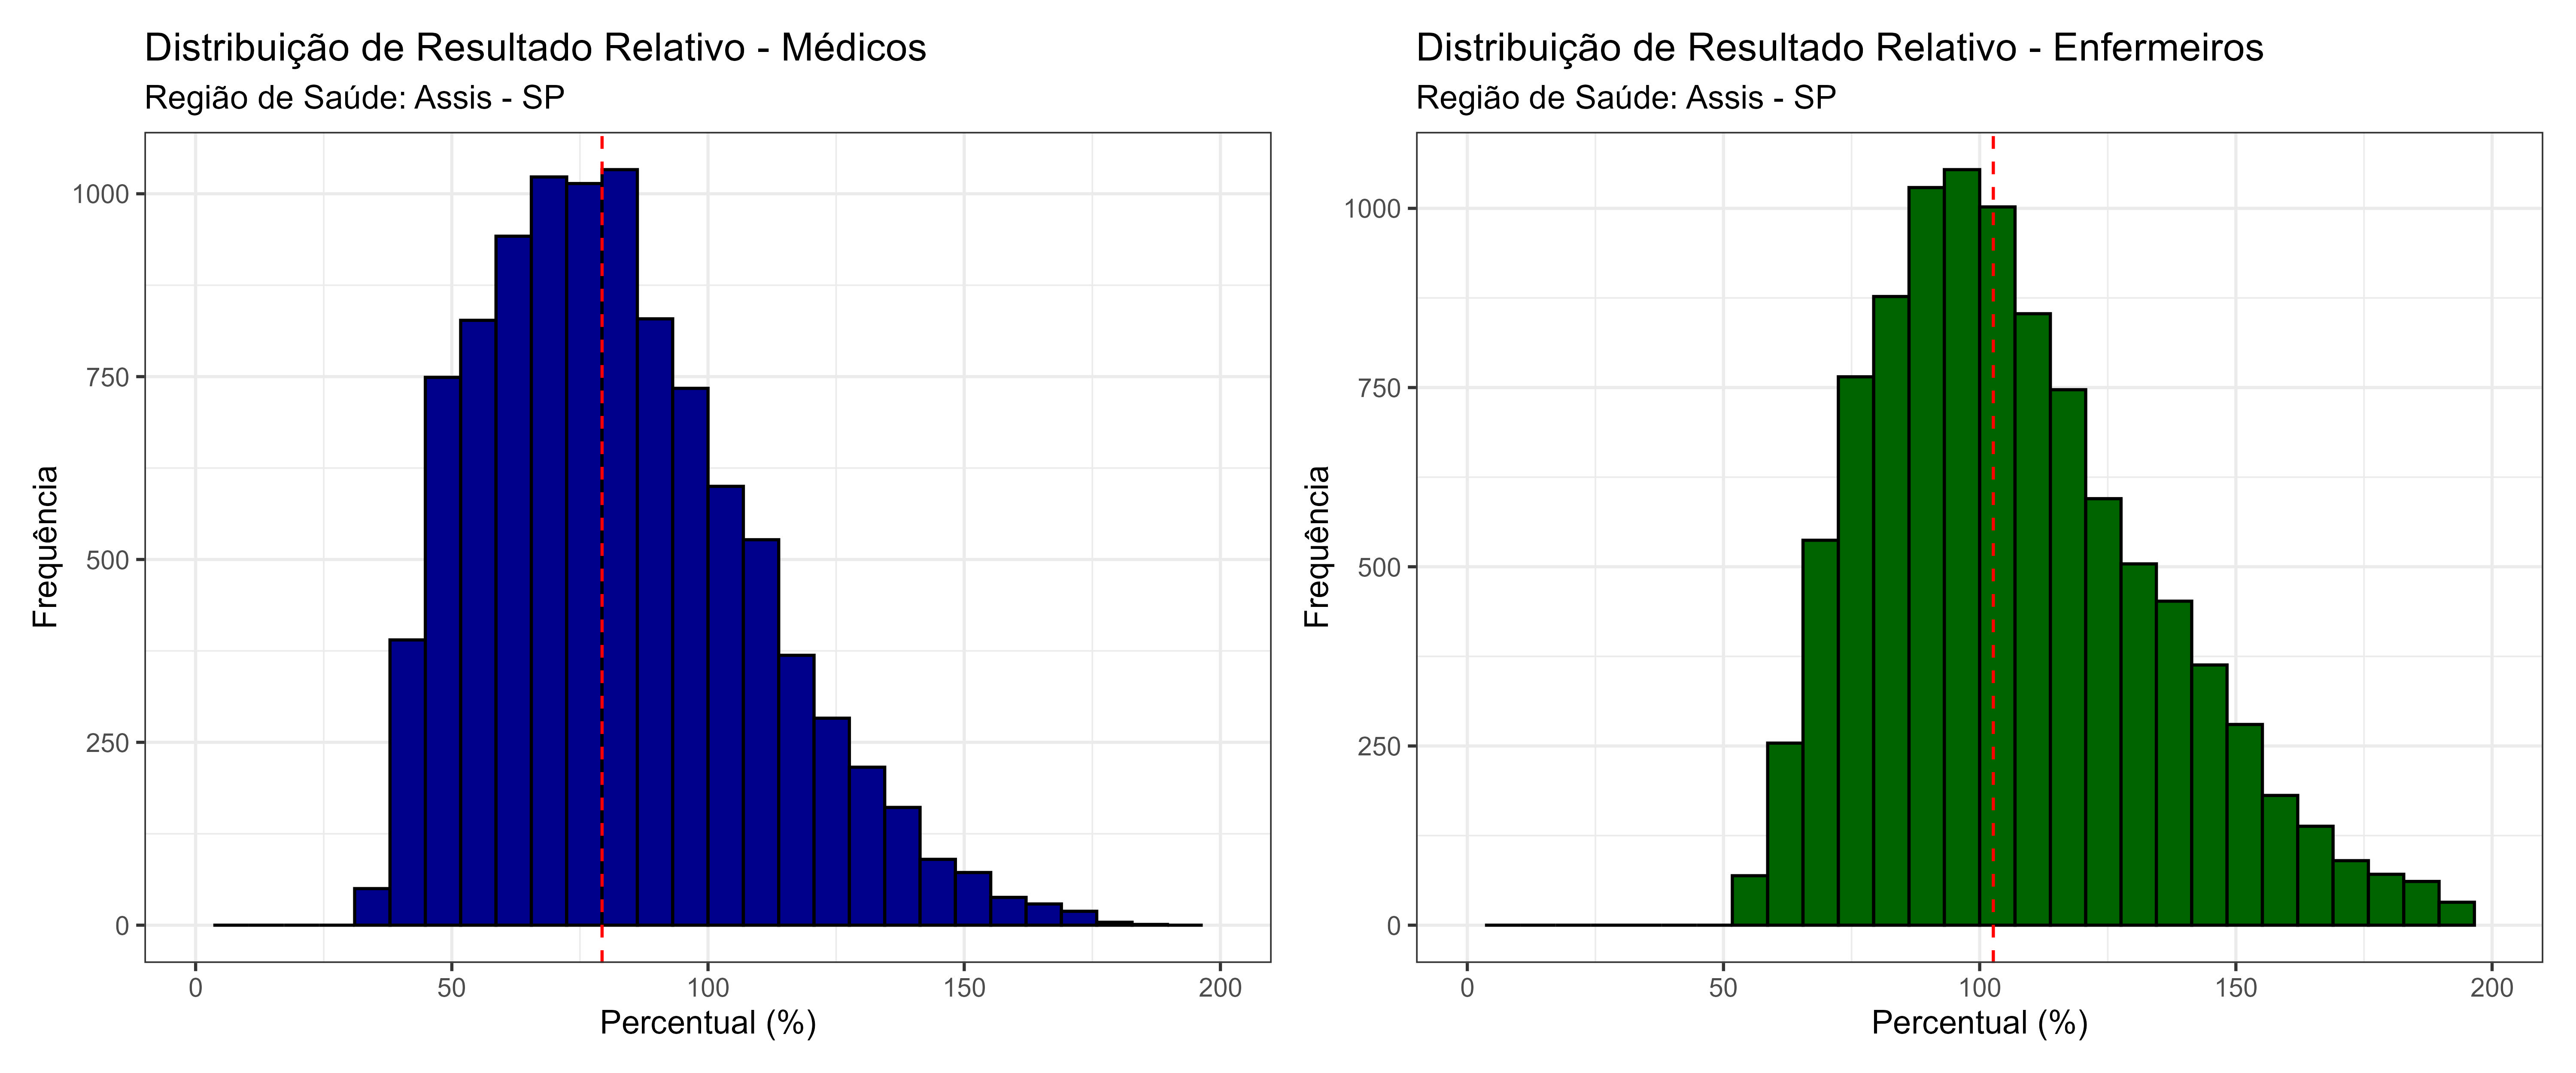 Distribuição de Resultado Relativo - Médicos
Região de Saúde: Assis - SP
Frequência
1000
750
500
250
0
0 50 100 150 200
Percentual (%)
Distribuição de Resultado Relativo - Enfermeiros
Região de Saúde: Assis - SP
Frequência
1000
750
500
250
0
0 50 100 150 200
Percentual (%)